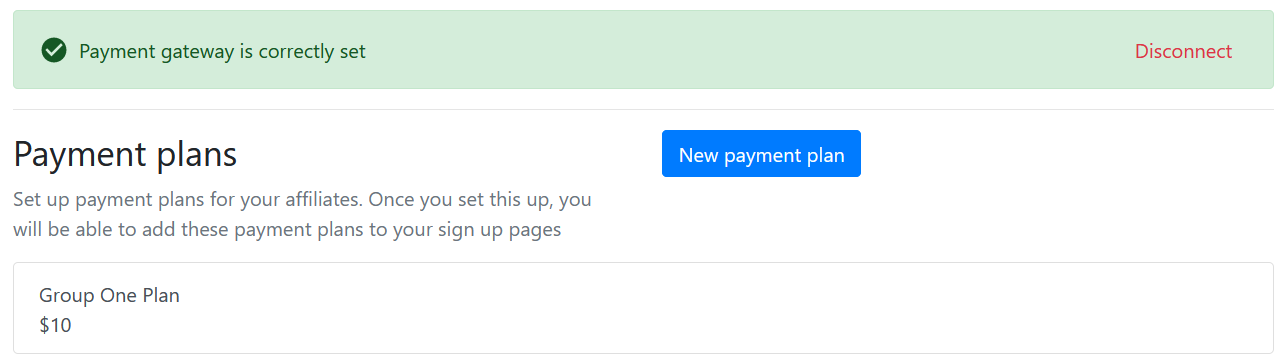 Payment gateway is correctly set
Disconnect
Payment plans
New payment plan
Set up payment plans for your affiliates. Once you set this up, you
will be able to add these payment plans to your sign up pages
Group One Plan
$10